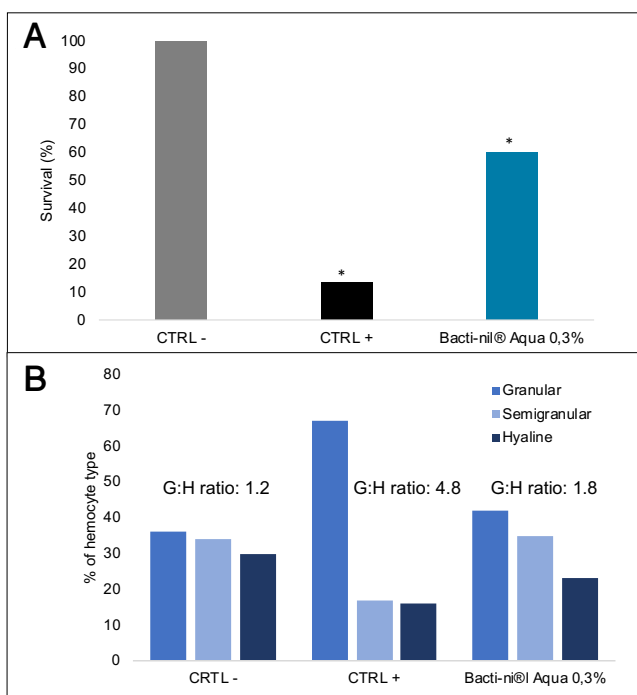 A
Survival (%)
100
90
80
70
60
50
40
30
20
10
0
*
*
CTRL -
CTRL +
Bacti-nil® Aqua 0,3%
B
% of hemocyte type
80
70
60
50
40
30
20
10
0
Granular
Semigranular
Hyaline
G:H ratio: 1.2
G:H ratio: 4.8
G:H ratio: 1.8
CRTL -
CTRL +
Bacti-ni®l Aqua 0,3%